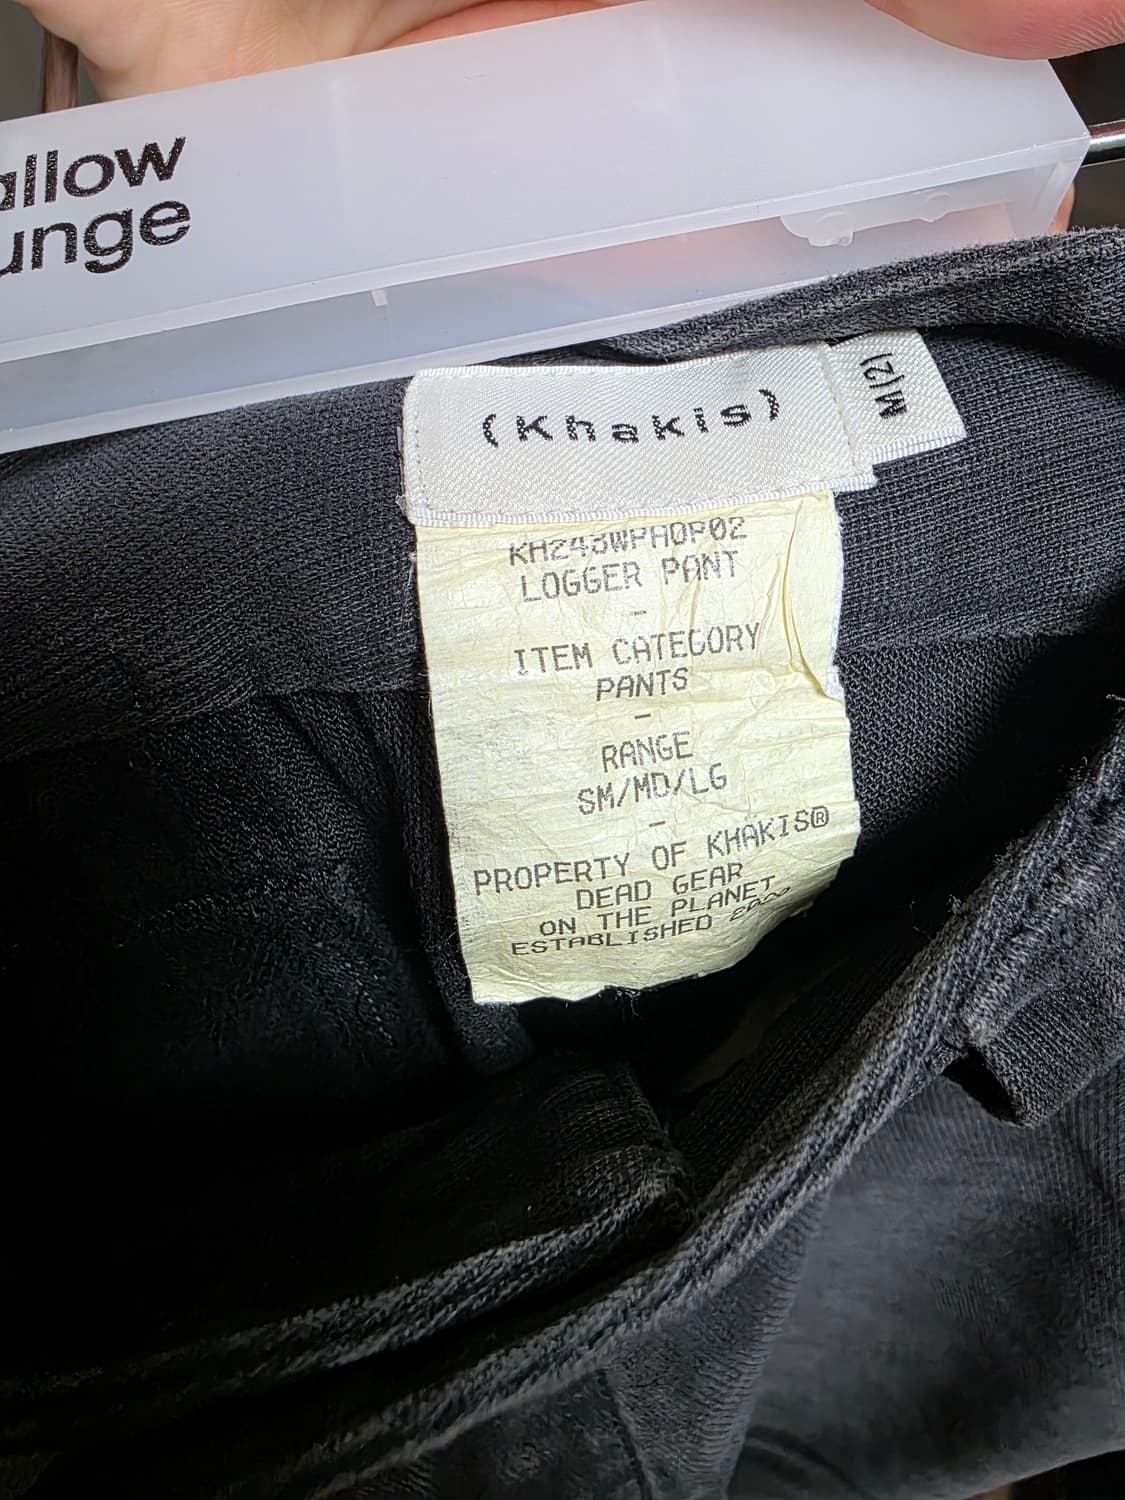 allow
unge
(Khakis)
M(2)
KH243WPAOP02
LOGGER PANT
-
ITEM CATEGORY
PANTS
-
RANGE
SM/MD/LG
-
PROPERTY OF KHAKIS®
DEAD GEAR
ON THE PLANET
ESTABLISHED